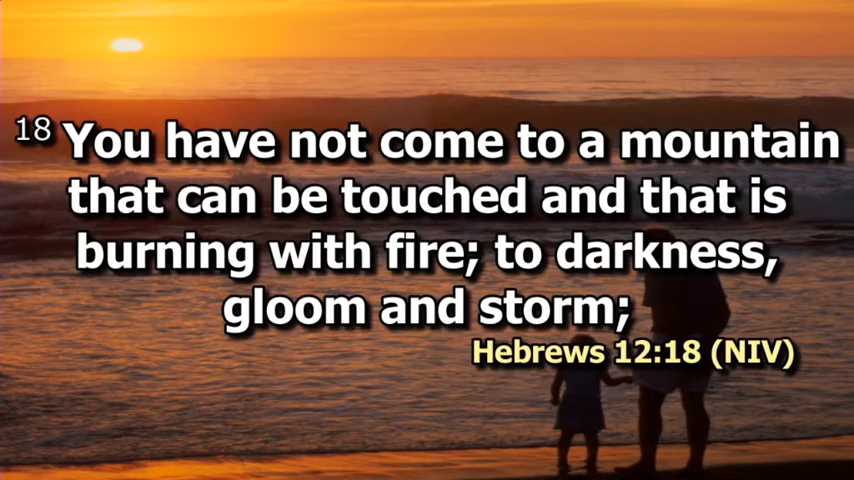 18 You have not come to a mountain
that can be touched and that is
burning with fire; to darkness,
gloom and storm;
Hebrews 12:18 (NIV)